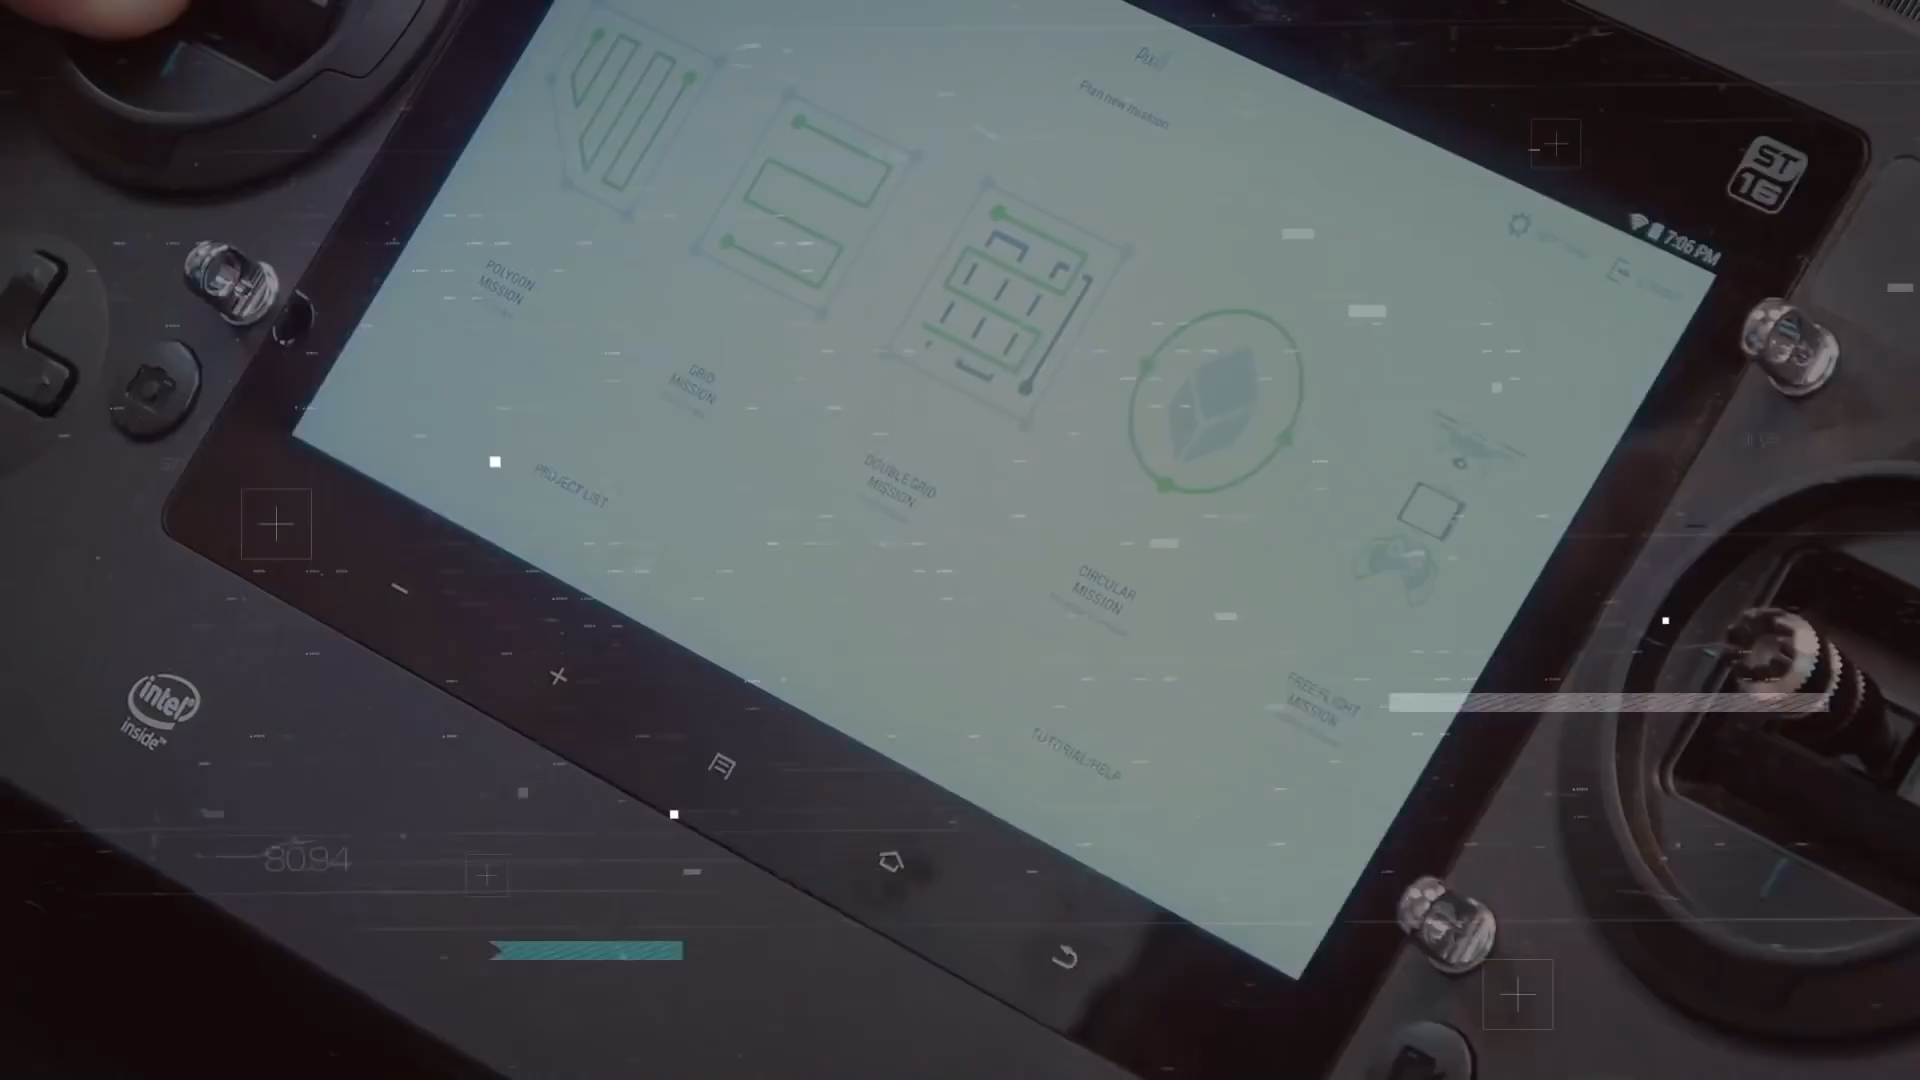 Plan new mission
ST
16
7:06 PM
POLYGON
MISSION
GRID
MISSION
DOUBLE GRID
MISSION
CIRCULAR
MISSION
FREE FLIGHT
MISSION
PROJECT LIST
TUTORIAL/HELP
intel
inside™
8094